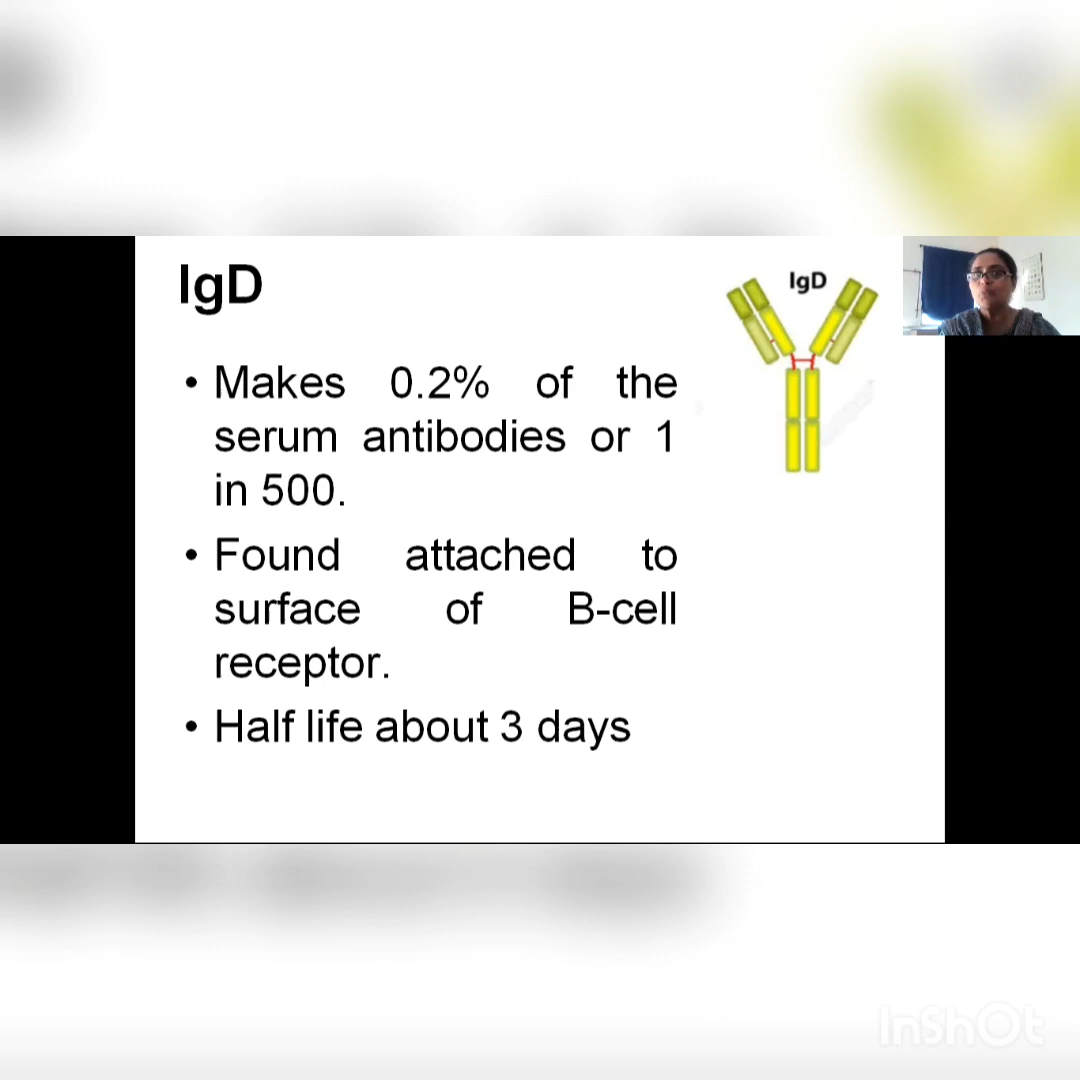 IgD
IgD
• Makes 0.2% of the
serum antibodies or 1
in 500.
• Found attached to
surface of B-cell
receptor.
• Half life about 3 days
InShOt